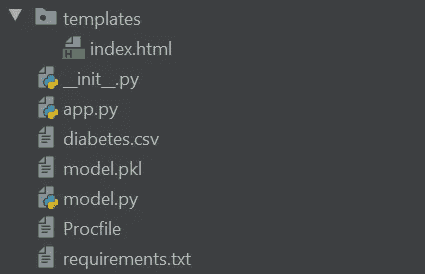 templates
index.html
__init__.py
app.py
diabetes.csv
model.pkl
model.py
Procfile
requirements.txt